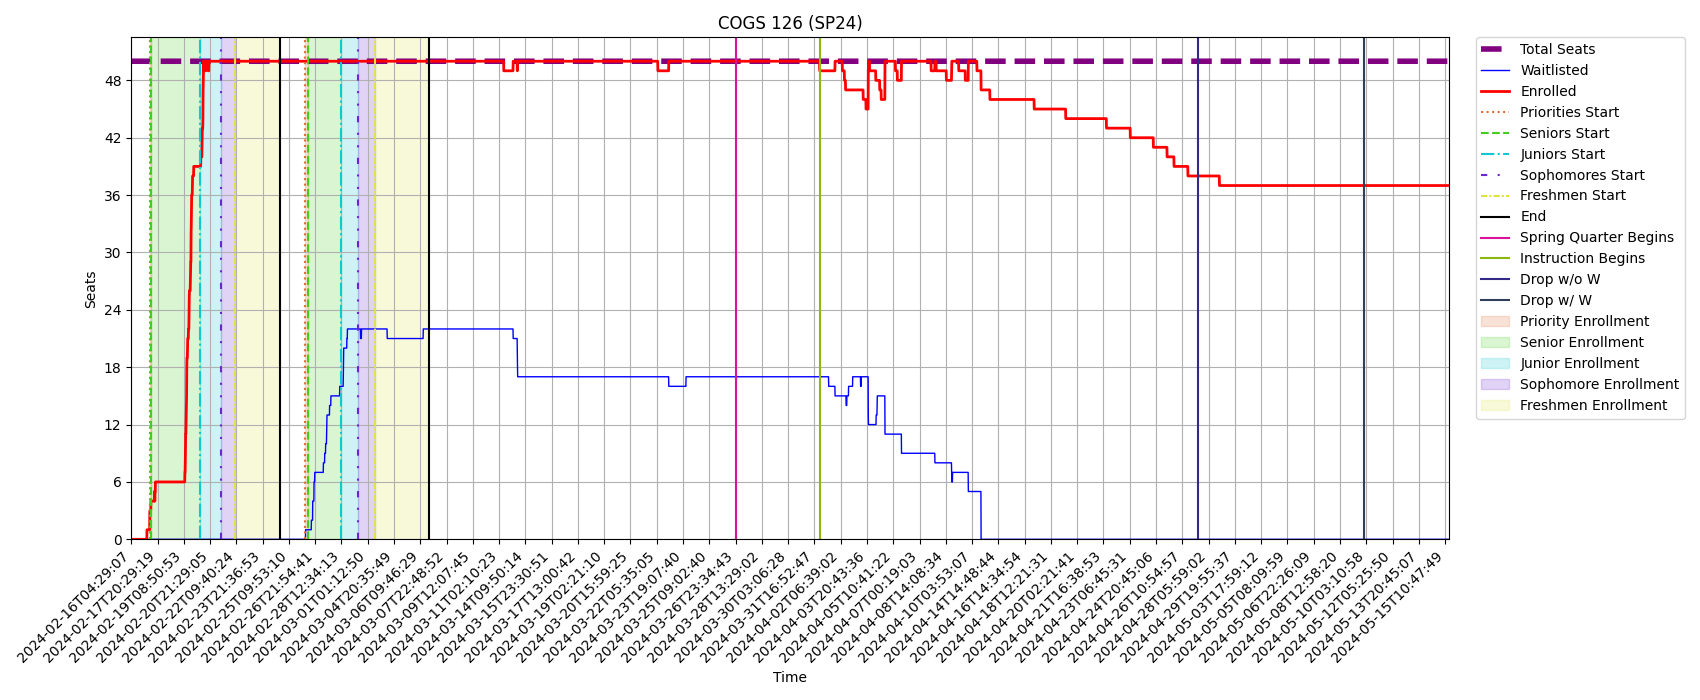 COGS 126 (SP24)
Seats
48
42
36
30
24
18
12
6
0
2024-02-16T04:29:07
2024-02-17T20:29:19
2024-02-19T08:50:53
2024-02-20T21:29:05
2024-02-22T09:40:24
2024-02-23T21:36:53
2024-02-25T09:53:10
2024-02-26T21:54:41
2024-02-28T12:34:13
2024-03-01T01:12:50
2024-03-04T20:35:49
2024-03-06T09:46:29
2024-03-07T22:48:52
2024-03-09T12:07:45
2024-03-11T02:10:23
2024-03-14T09:50:14
2024-03-15T23:30:51
2024-03-17T13:00:42
2024-03-19T02:21:10
2024-03-20T15:59:25
2024-03-22T05:35:05
2024-03-23T19:07:40
2024-03-25T09:02:40
2024-03-26T23:34:43
2024-03-28T13:29:02
2024-03-30T03:06:28
2024-03-31T16:52:47
2024-04-02T06:39:02
2024-04-03T20:43:36
2024-04-05T10:41:22
2024-04-07T00:19:03
2024-04-08T14:08:34
2024-04-10T03:53:07
2024-04-14T14:48:44
2024-04-16T14:34:54
2024-04-18T12:21:31
2024-04-20T02:21:41
2024-04-21T16:38:53
2024-04-23T06:45:31
2024-04-24T20:45:06
2024-04-26T10:54:57
2024-04-28T05:59:02
2024-04-29T19:55:37
2024-05-03T17:59:12
2024-05-05T08:09:59
2024-05-06T22:26:09
2024-05-08T12:58:20
2024-05-10T03:10:58
2024-05-12T05:25:50
2024-05-13T20:45:07
2024-05-15T10:47:49
Time
Total Seats
Waitlisted
Enrolled
Priorities Start
Seniors Start
Juniors Start
Sophomores Start
Freshmen Start
End
Spring Quarter Begins
Instruction Begins
Drop w/o W
Drop w/ W
Priority Enrollment
Senior Enrollment
Junior Enrollment
Sophomore Enrollment
Freshmen Enrollment